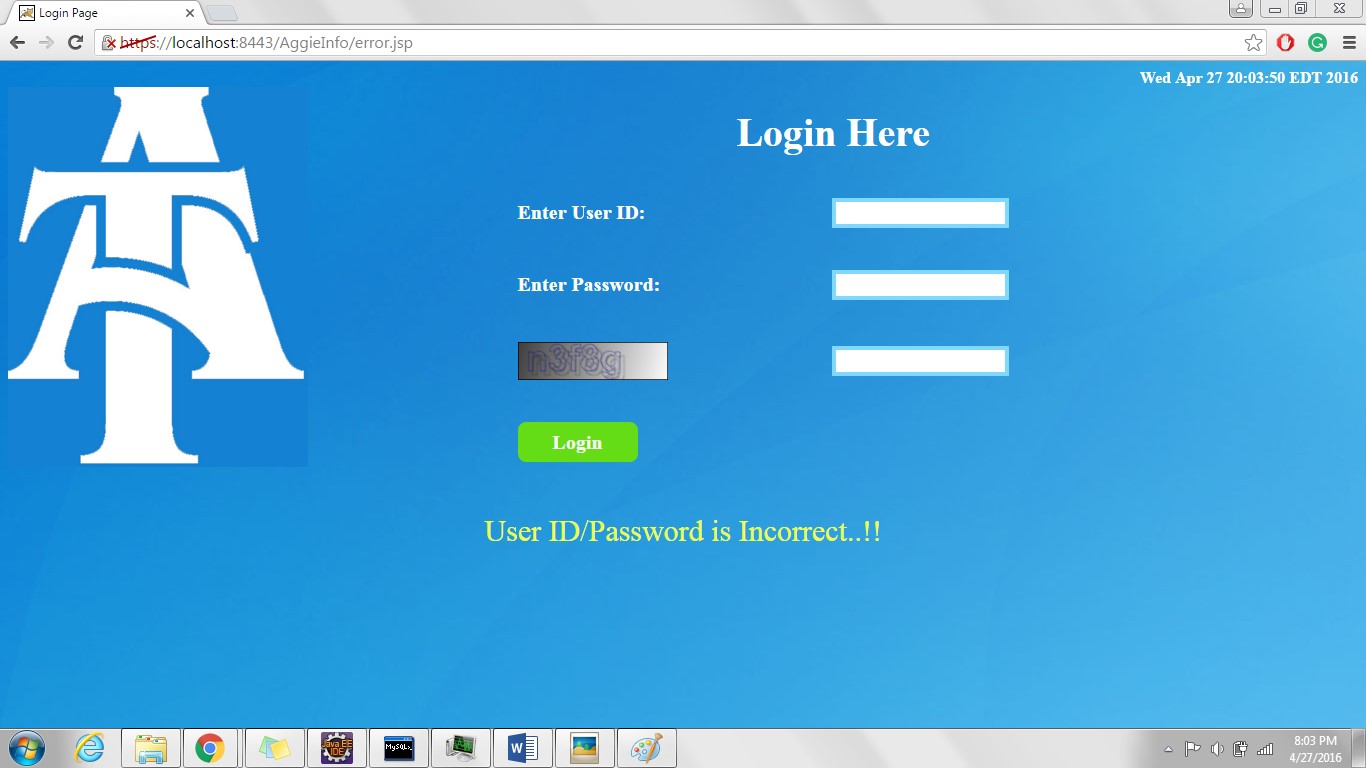 Login Page
https://localhost:8443/AggieInfo/error.jsp
Wed Apr 27 20:03:50 EDT 2016
Login Here
Enter User ID:
Enter Password:
n3f8g
Login
User ID/Password is Incorrect..!!
Java EE
IDE
MySQL
8:03 PM
4/27/2016